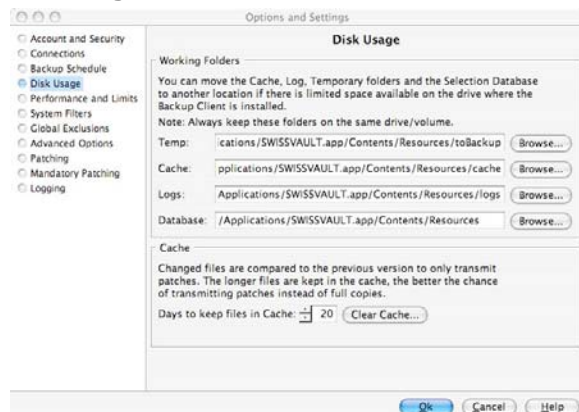 Options and Settings
Account and Security
Connections
Backup Schedule
Disk Usage
Performance and Limits
System Filters
Global Exclusions
Advanced Options
Patching
Mandatory Patching
Logging
Disk Usage
Working Folders
You can move the Cache, Log, Temporary folders and the Selection Database
to another location if there is limited space available on the drive where the
Backup Client is installed.
Note: Always keep these folders on the same drive/volume.
Temp: :cations/SWISSVAULT.app/Contents/Resources/toBackup Browse...
Cache: pplications/SWISSVAULT.app/Contents/Resources/cache Browse...
Logs: Applications/SWISSVAULT.app/Contents/Resources/logs Browse...
Database: /Applications/SWISSVAULT.app/Contents/Resources Browse...
Cache
Changed files are compared to the previous version to only transmit
patches. The longer files are kept in the cache, the better the chance
of transmitting patches instead of full copies.
Days to keep files in Cache: 20 Clear Cache...
Ok Cancel Help